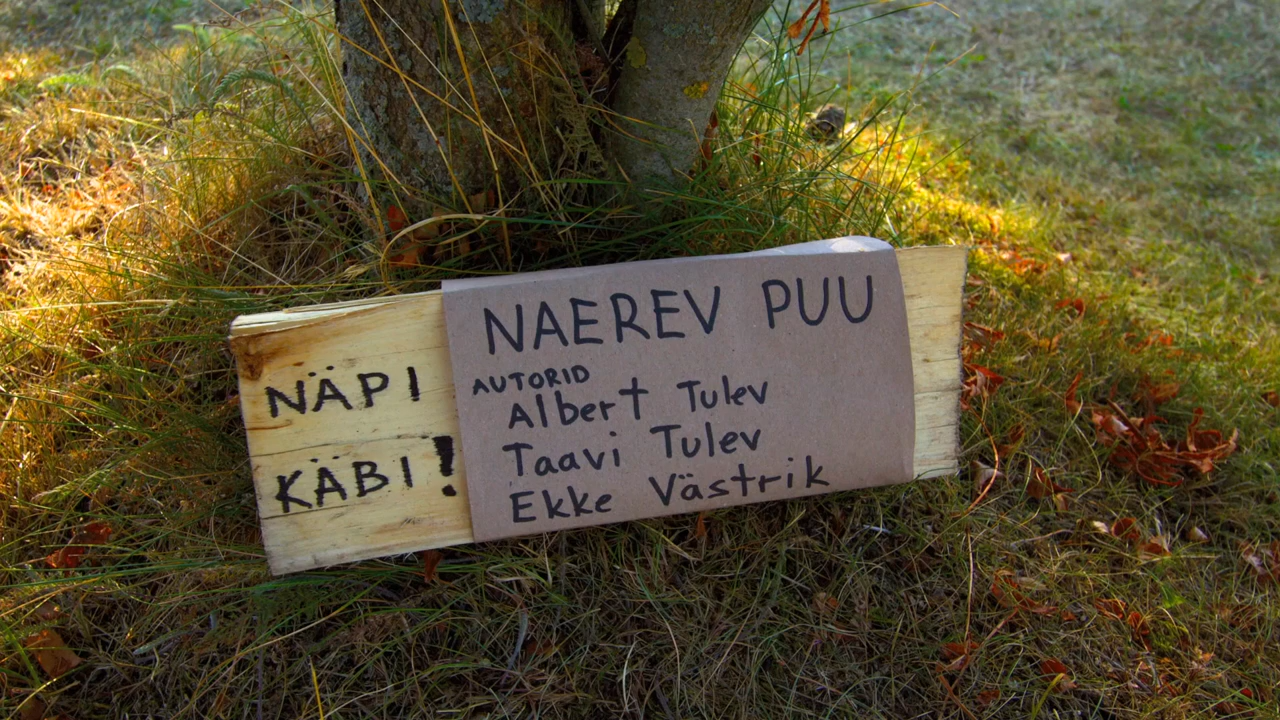 NÄPI
KÄBI!
NAEREV PUU
AUTORID
Albert Tulev
Taavi Tulev
Ekke Västrik